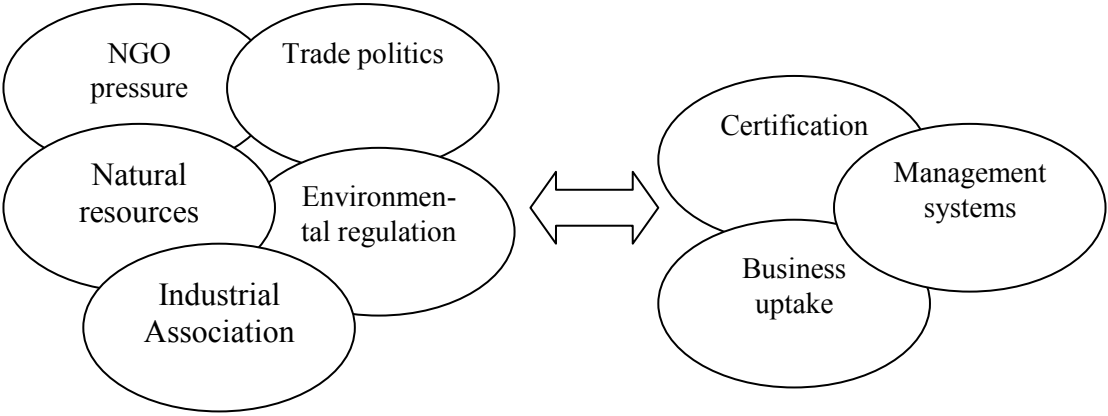 NGO
pressure
Trade politics
Natural
resources
Environmen-
tal regulation
Industrial
Association
Certification
Management
systems
Business
uptake